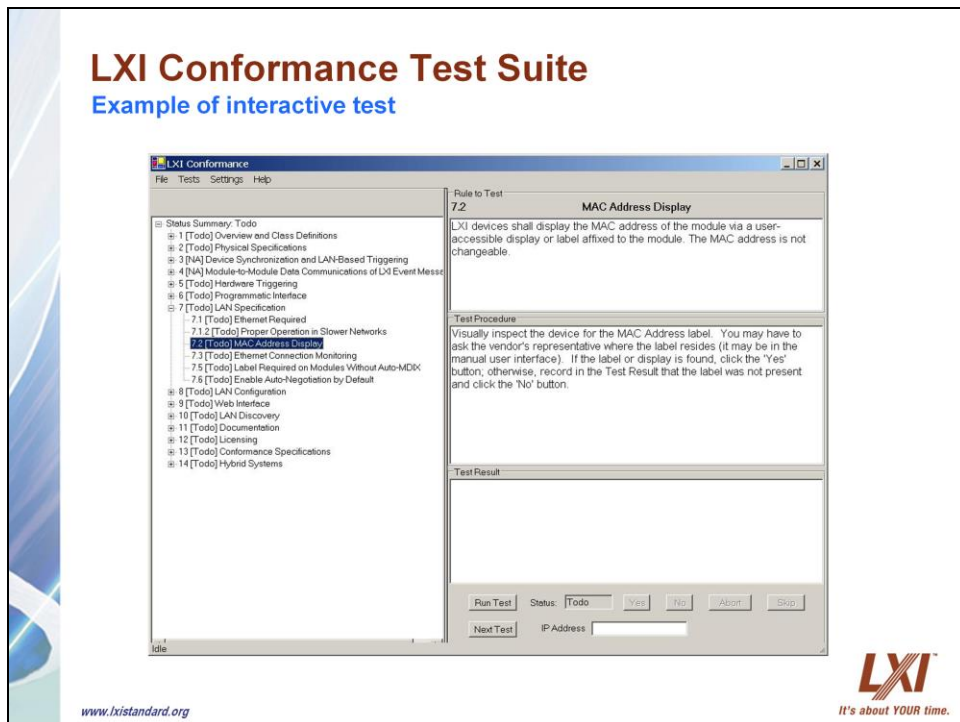 LXI Conformance Test Suite
Example of interactive test
LXI Conformance
File Tests Settings Help
Status Summary: Todo
1 [Todo] Overview and Class Definitions
2 [Todo] Physical Specifications
3 [NA] Device Synchronization and LAN-Based Triggering
4 [NA] Module-to-Module Data Communications of LXI Event Messa
5 [Todo] Hardware Triggering
6 [Todo] Programmatic Interface
7 [Todo] LAN Specification
7.1 [Todo] Ethernet Required
7.1.2 [Todo] Proper Operation in Slower Networks
7.2 [Todo] MAC Address Display
7.3 [Todo] Ethernet Connection Monitoring
7.5 [Todo] Label Required on Modules Without Auto-MDIX
7.6 [Todo] Enable Auto-Negotiation by Default
8 [Todo] LAN Configuration
9 [Todo] Web Interface
10 [Todo] LAN Discovery
11 [Todo] Documentation
12 [Todo] Licensing
13 [Todo] Conformance Specifications
14 [Todo] Hybrid Systems
Idle
Rule to Test
7.2 MAC Address Display
LXI devices shall display the MAC address of the module via a user-
accessible display or label affixed to the module. The MAC address is not
changeable.
Test Procedure
Visually inspect the device for the MAC Address label. You may have to
ask the vendor's representative where the label resides (it may be in the
manual user interface). If the label or display is found, click the 'Yes'
button; otherwise, record in the Test Result that the label was not present
and click the 'No' button.
Test Result
Run Test Status: Todo Yes No Abort Skip
Next Test IP Address
www.lxistandard.org
LXI™
It's about YOUR time.